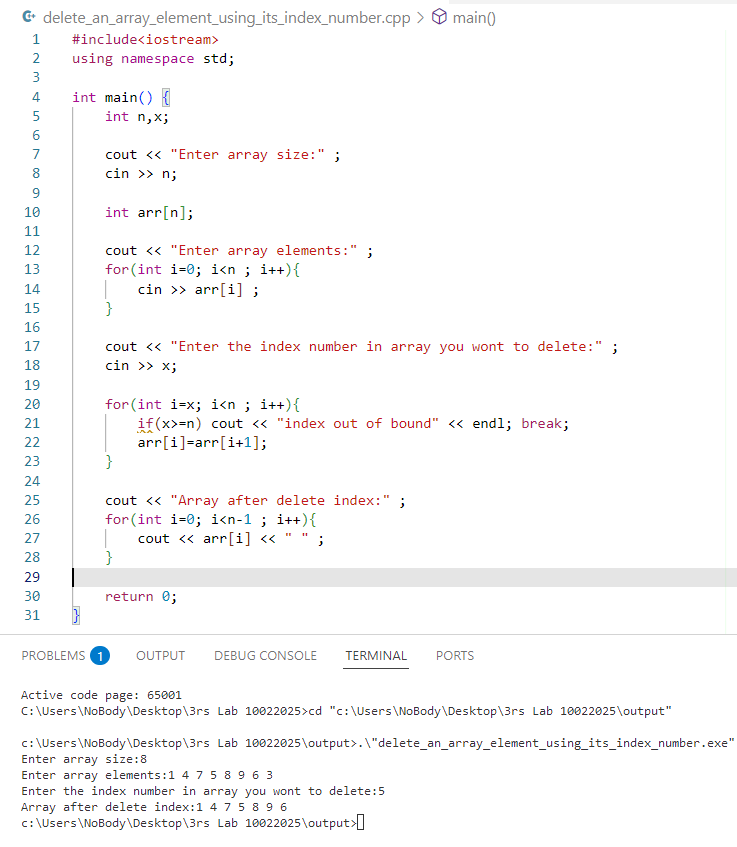 delete_an_array_element_using_its_index_number.cpp > main()
1 #include<iostream>
2 using namespace std;
3
4 int main() {
5 int n,x;
6
7 cout << "Enter array size:" ;
8 cin >> n;
9
10 int arr[n];
11
12 cout << "Enter array elements:" ;
13 for(int i=0; i<n ; i++){
14 cin >> arr[i] ;
15 }
16
17 cout << "Enter the index number in array you wont to delete:" ;
18 cin >> x;
19
20 for(int i=x; i<n ; i++){
21 if(x>=n) cout << "index out of bound" << endl; break;
22 arr[i]=arr[i+1];
23 }
24
25 cout << "Array after delete index:" ;
26 for(int i=0; i<n-1 ; i++){
27 cout << arr[i] << " " ;
28 }
29
30 return 0;
31 }
PROBLEMS 1 OUTPUT DEBUG CONSOLE TERMINAL PORTS
Active code page: 65001
C:\Users\NoBody\Desktop\3rs Lab 10022025>cd "c:\Users\NoBody\Desktop\3rs Lab 10022025\output"
c:\Users\NoBody\Desktop\3rs Lab 10022025\output>.\"delete_an_array_element_using_its_index_number.exe"
Enter array size:8
Enter array elements:1 4 7 5 8 9 6 3
Enter the index number in array you wont to delete:5
Array after delete index:1 4 7 5 8 9 6
c:\Users\NoBody\Desktop\3rs Lab 10022025\output>